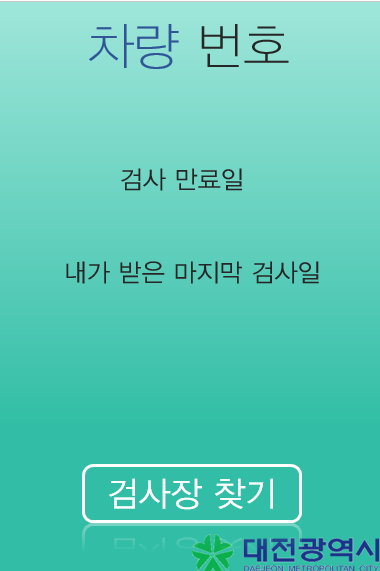 차량 번호
검사 만료일
내가 받은 마지막 검사일
검사장 찾기
대전광역시
DAEJEON METROPOLITAN CITY